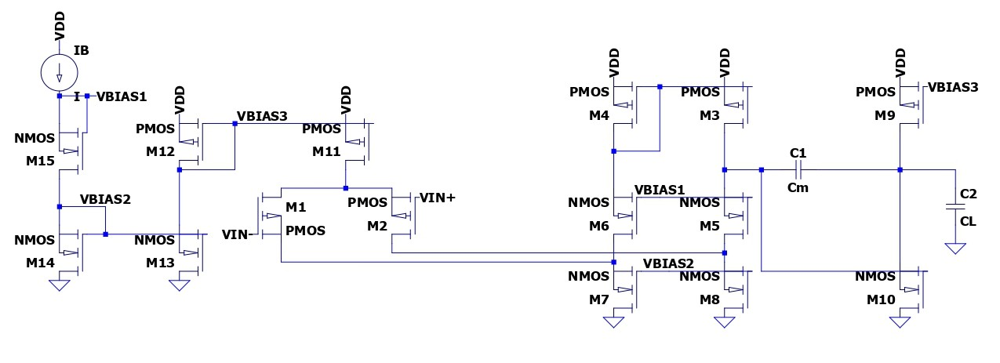 VDD
IB
I
VBIAS1
NMOS
M15
VBIAS2
NMOS
M14
VDD
PMOS
M12
VBIAS3
NMOS
M13
VDD
PMOS
M11
M1
PMOS
VIN-
PMOS
M2
VIN+
VDD
PMOS
M4
VDD
PMOS
M3
NMOS
M6
VBIAS1
NMOS
M5
NMOS
M7
VBIAS2
NMOS
M8
C1
Cm
VDD
PMOS
M9
VBIAS3
NMOS
M10
C2
CL